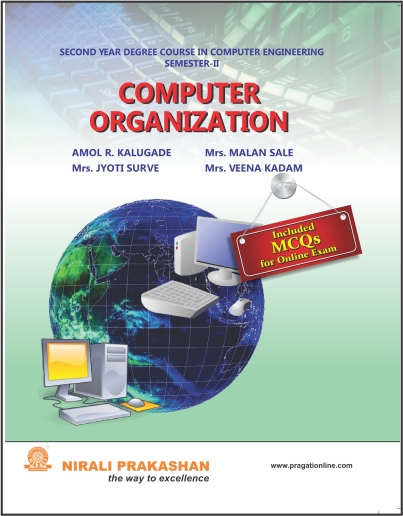 SECOND YEAR DEGREE COURSE IN COMPUTER ENGINEERING
SEMESTER-II
COMPUTER
ORGANIZATION
AMOL R. KALUGADE
Mrs. MALAN SALE
Mrs. JYOTI SURVE
Mrs. VEENA KADAM
Included
MCQs
for Online Exam
NIRALI PRAKASHAN
the way to excellence
www.pragationline.com